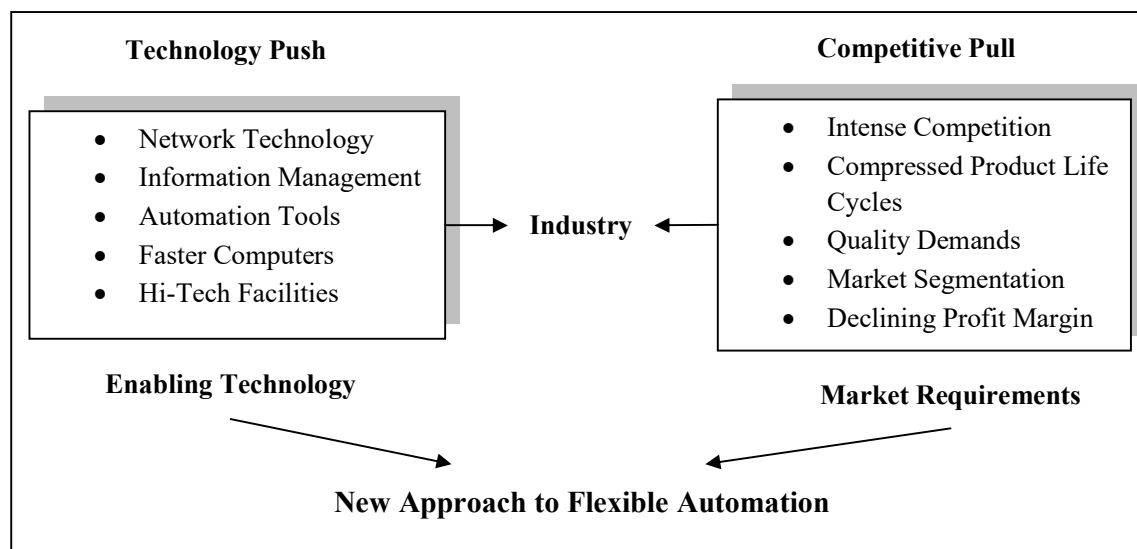 Technology Push
Competitive Pull
• Network Technology
• Information Management
• Automation Tools
• Faster Computers
• Hi-Tech Facilities
Industry
• Intense Competition
• Compressed Product Life
Cycles
• Quality Demands
• Market Segmentation
• Declining Profit Margin
Enabling Technology
Market Requirements
New Approach to Flexible Automation